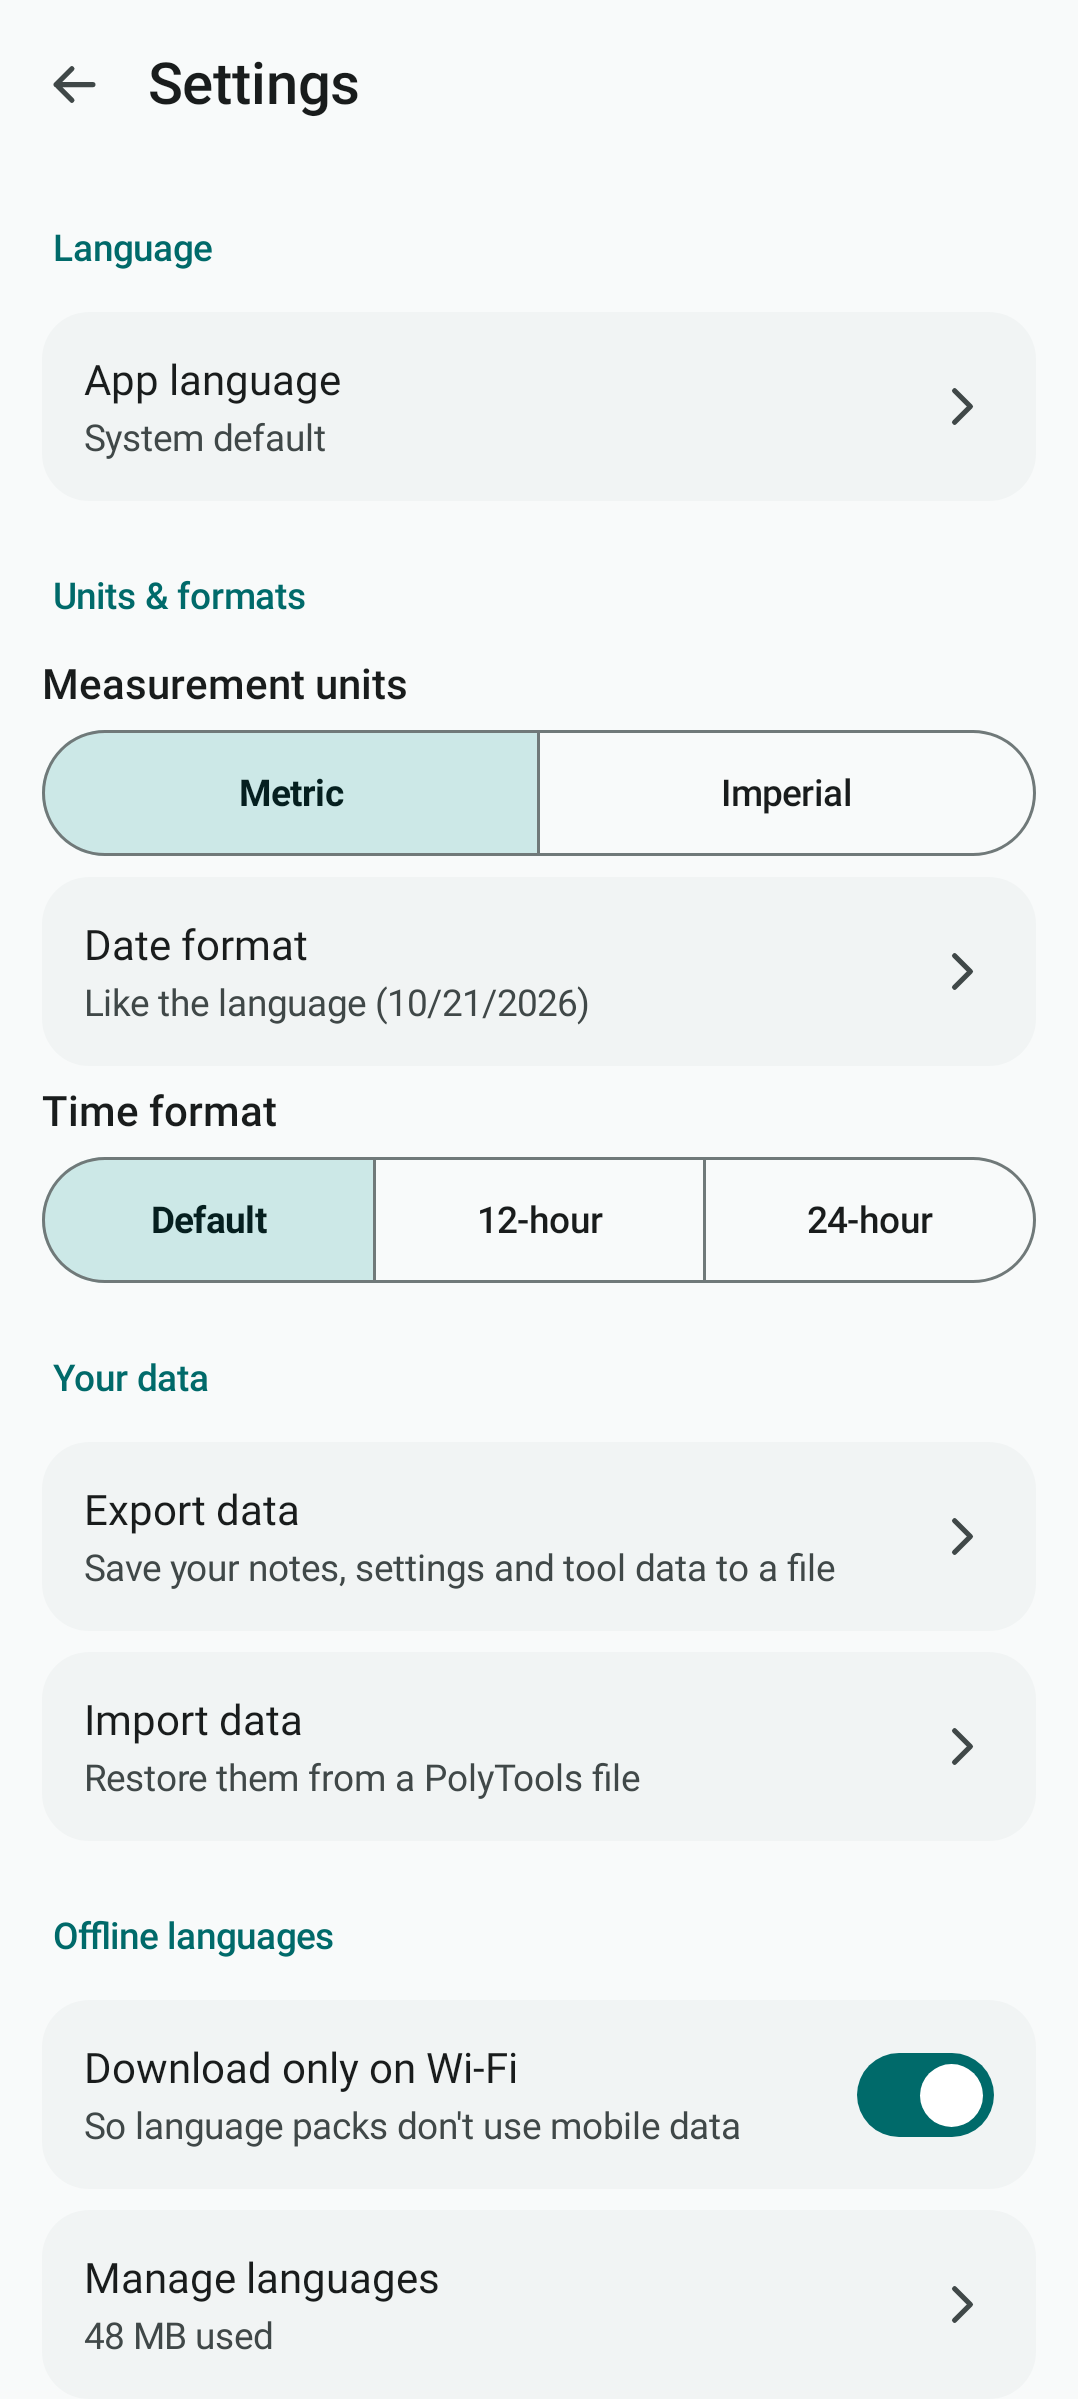 Settings
Language
App language
System default
Units & formats
Measurement units
Metric
Imperial
Date format
Like the language (10/21/2026)
Time format
Default
12-hour
24-hour
Your data
Export data
Save your notes, settings and tool data to a file
Import data
Restore them from a PolyTools file
Offline languages
Download only on Wi-Fi
So language packs don't use mobile data
Manage languages
48 MB used